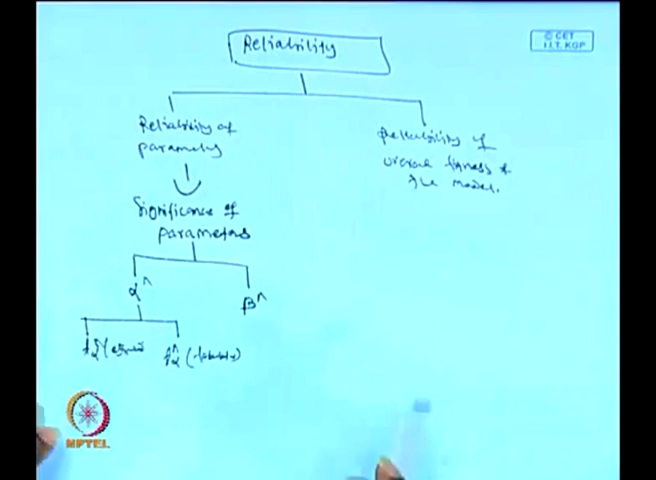 Reliability
© CET
I.I.T. KGP
Reliability of
parameters
Reliability of
overall fitness of
the model.
Significance of
parameters
α^
β^
NPTEL